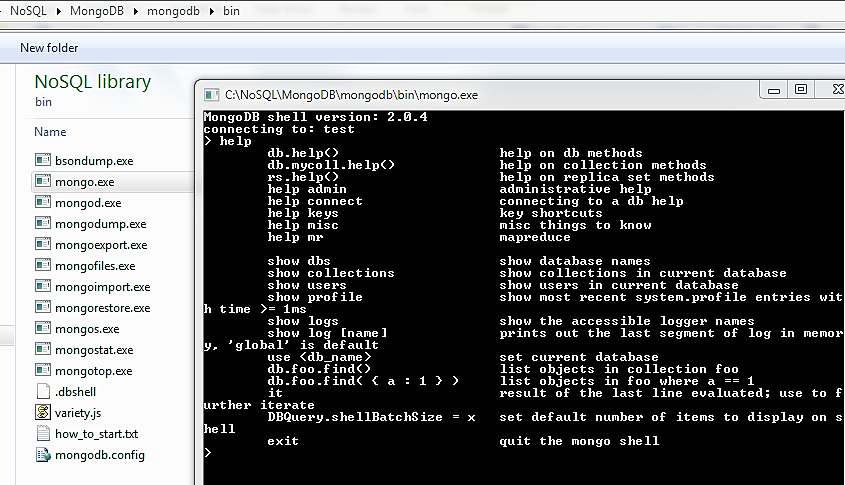 NoSQL ▸ MongoDB ▸ mongodb ▸ bin
New folder
NoSQL library
bin
Name
bsondump.exe
mongo.exe
mongod.exe
mongodump.exe
mongoexport.exe
mongofiles.exe
mongoimport.exe
mongorestore.exe
mongos.exe
mongostat.exe
mongotop.exe
.dbshell
variety.js
how_to_start.txt
mongodb.config
C:\NoSQL\MongoDB\mongodb\bin\mongo.exe
MongoDB shell version: 2.0.4
connecting to: test
> help
db.help() help on db methods
db.mycoll.help() help on collection methods
rs.help() help on replica set methods
help admin administrative help
help connect connecting to a db help
help keys key shortcuts
help misc misc things to know
help mr mapreduce
show dbs show database names
show collections show collections in current database
show users show users in current database
show profile show most recent system.profile entries wit
h time >= 1ms
show logs show the accessible logger names
show log [name] prints out the last segment of log in memor
y, 'global' is default
use <db_name> set current database
db.foo.find() list objects in collection foo
db.foo.find( { a : 1 } ) list objects in foo where a == 1
it result of the last line evaluated; use to f
urther iterate
DBQuery.shellBatchSize = x set default number of items to display on s
hell
exit quit the mongo shell
>